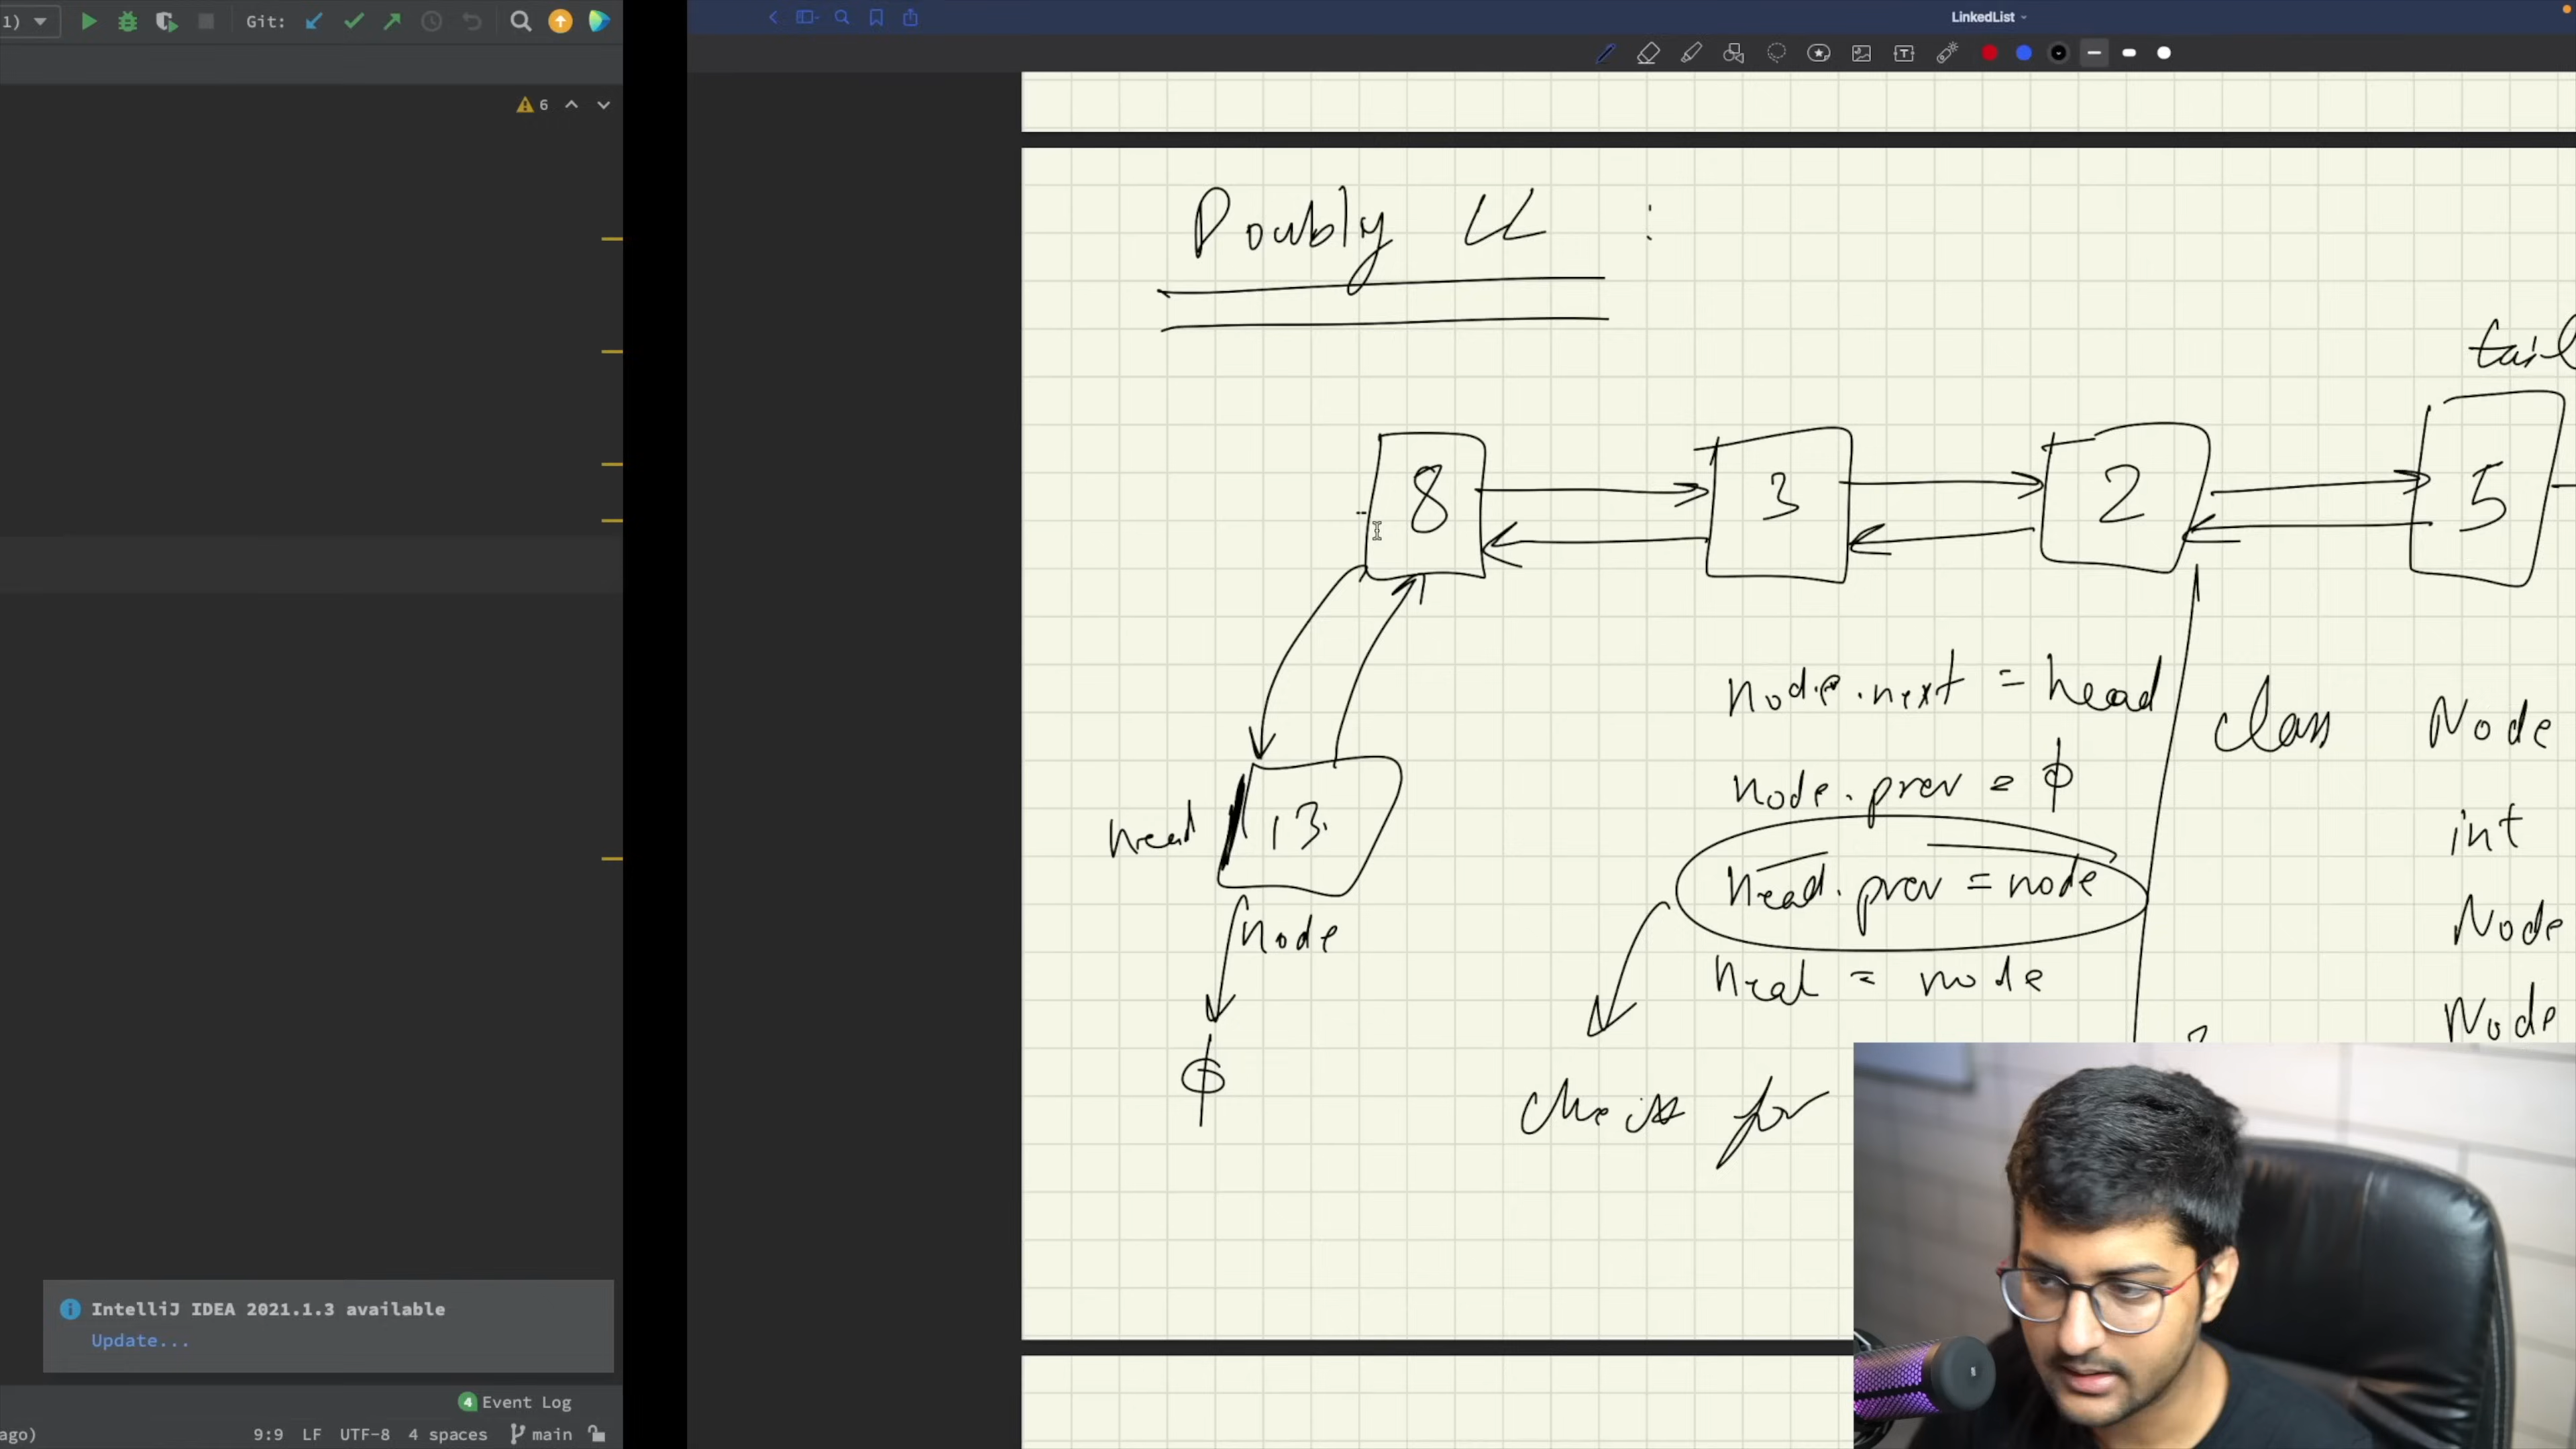 1)
Git:
6
IntelliJ IDEA 2021.1.3 available
Update...
4 Event Log
ago)
9:9 LF UTF-8 4 spaces main
LinkedList
Doubly LL :
tail
8 3 2 5
node.next = head
node.prev = ϕ
head.prev = node
head = node
class Node
int
Node
Node
head 13
node
ϕ
check for